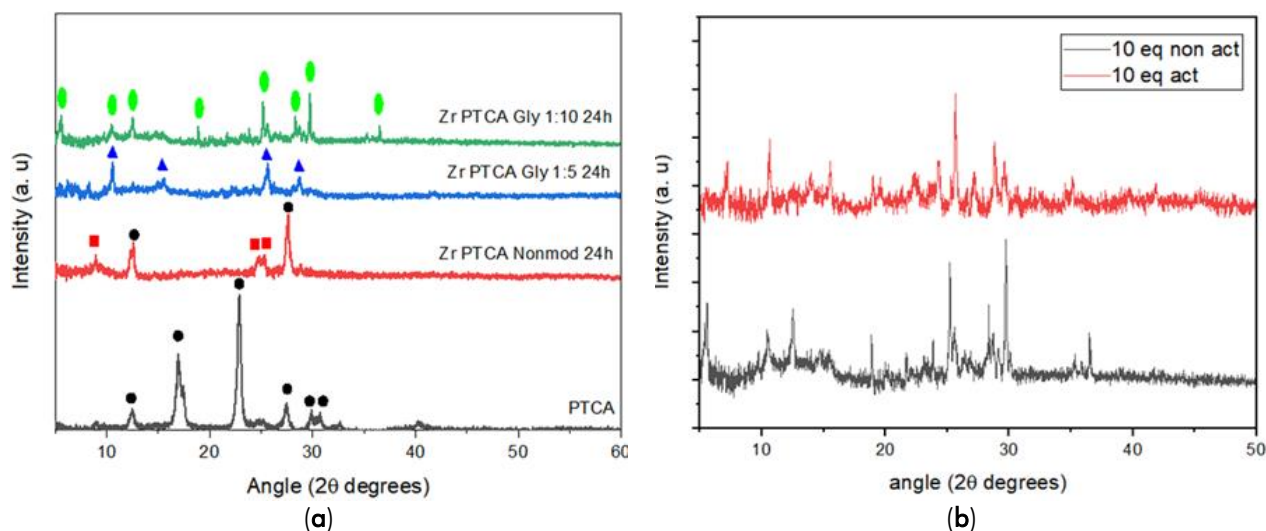 Intensity (a. u)
Zr PTCA Gly 1:10 24h
Zr PTCA Gly 1:5 24h
Zr PTCA Nonmod 24h
PTCA
10 20 30 40 50 60
Angle (2θ degrees)
(a)
Intensity (a. u)
10 eq non act
10 eq act
10 20 30 40 50
angle (2θ degrees)
(b)